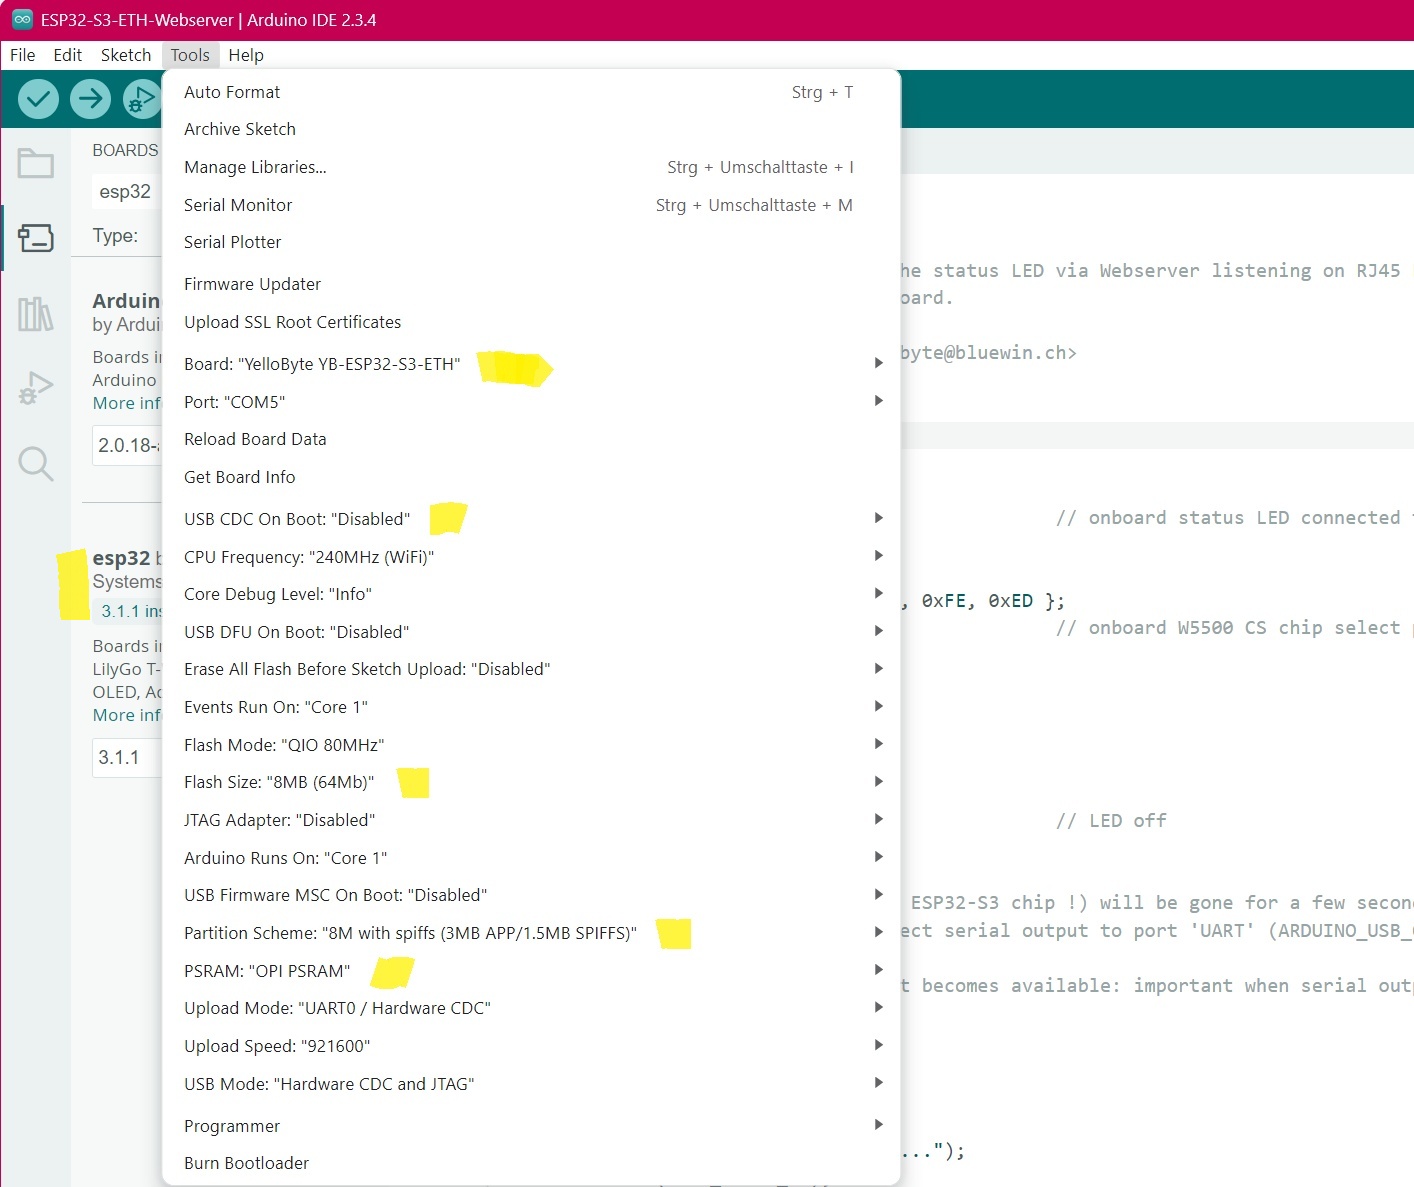 ESP32-S3-ETH-Webserver | Arduino IDE 2.3.4
File Edit Sketch Tools Help
BOARDS
esp32
Type:
Arduin
by Ardui
Boards in
Arduino
More inf
2.0.18-
esp32 b
Systems
3.1.1 ins
Boards in
LilyGo T-
OLED, Ad
More inf
3.1.1
Auto Format Strg + T
Archive Sketch
Manage Libraries... Strg + Umschalttaste + I
Serial Monitor Strg + Umschalttaste + M
Serial Plotter
Firmware Updater
Upload SSL Root Certificates
Board: "YelloByte YB-ESP32-S3-ETH"
Port: "COM5"
Reload Board Data
Get Board Info
USB CDC On Boot: "Disabled"
CPU Frequency: "240MHz (WiFi)"
Core Debug Level: "Info"
USB DFU On Boot: "Disabled"
Erase All Flash Before Sketch Upload: "Disabled"
Events Run On: "Core 1"
Flash Mode: "QIO 80MHz"
Flash Size: "8MB (64Mb)"
JTAG Adapter: "Disabled"
Arduino Runs On: "Core 1"
USB Firmware MSC On Boot: "Disabled"
Partition Scheme: "8M with spiffs (3MB APP/1.5MB SPIFFS)"
PSRAM: "OPI PSRAM"
Upload Mode: "UART0 / Hardware CDC"
Upload Speed: "921600"
USB Mode: "Hardware CDC and JTAG"
Programmer
Burn Bootloader
he status LED via Webserver listening on RJ45
oard.
byte@bluewin.ch>
// onboard status LED connected
, 0xFE, 0xED };
// onboard W5500 CS chip select
// LED off
ESP32-S3 chip !) will be gone for a few secon
ect serial output to port 'UART' (ARDUINO_USB_
t becomes available: important when serial out
...");